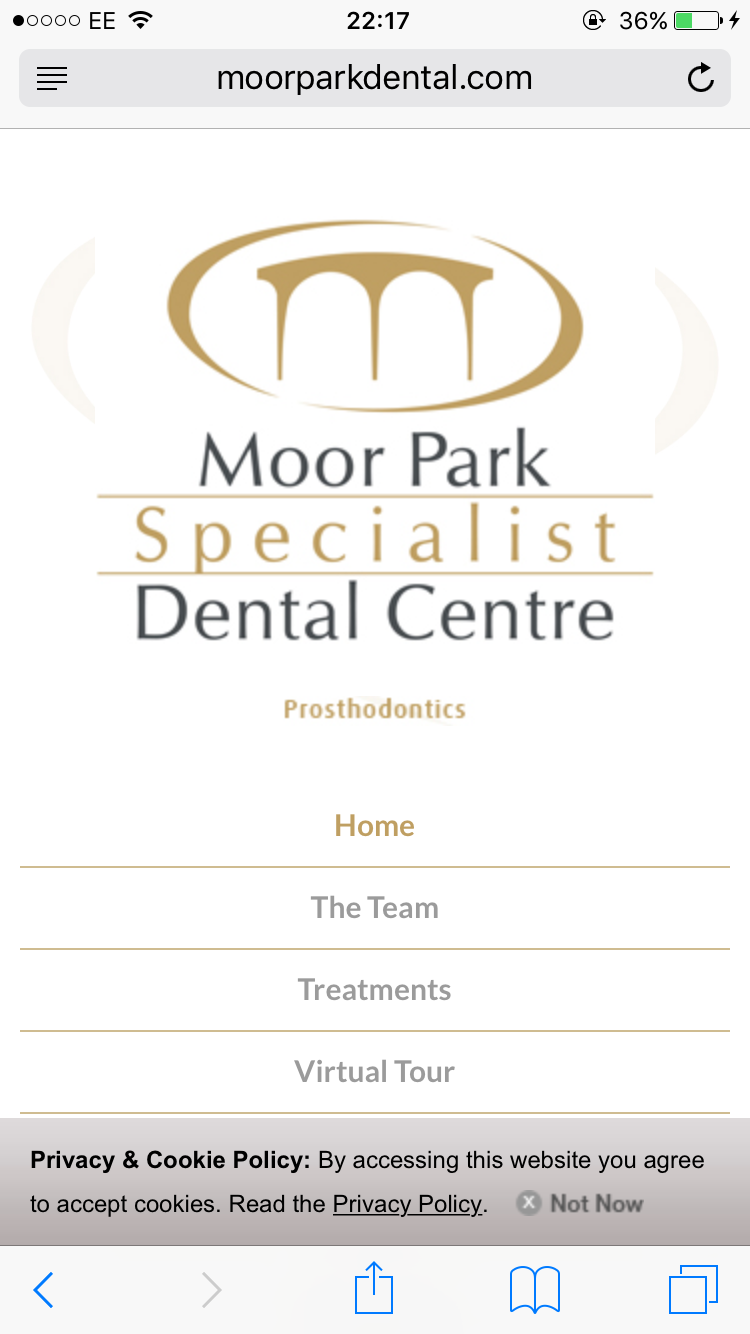 EE 22:17 36%
moorparkdental.com
Moor Park
Specialist
Dental Centre
Prosthodontics
Home
The Team
Treatments
Virtual Tour
Privacy & Cookie Policy: By accessing this website you agree
to accept cookies. Read the Privacy Policy. X Not Now